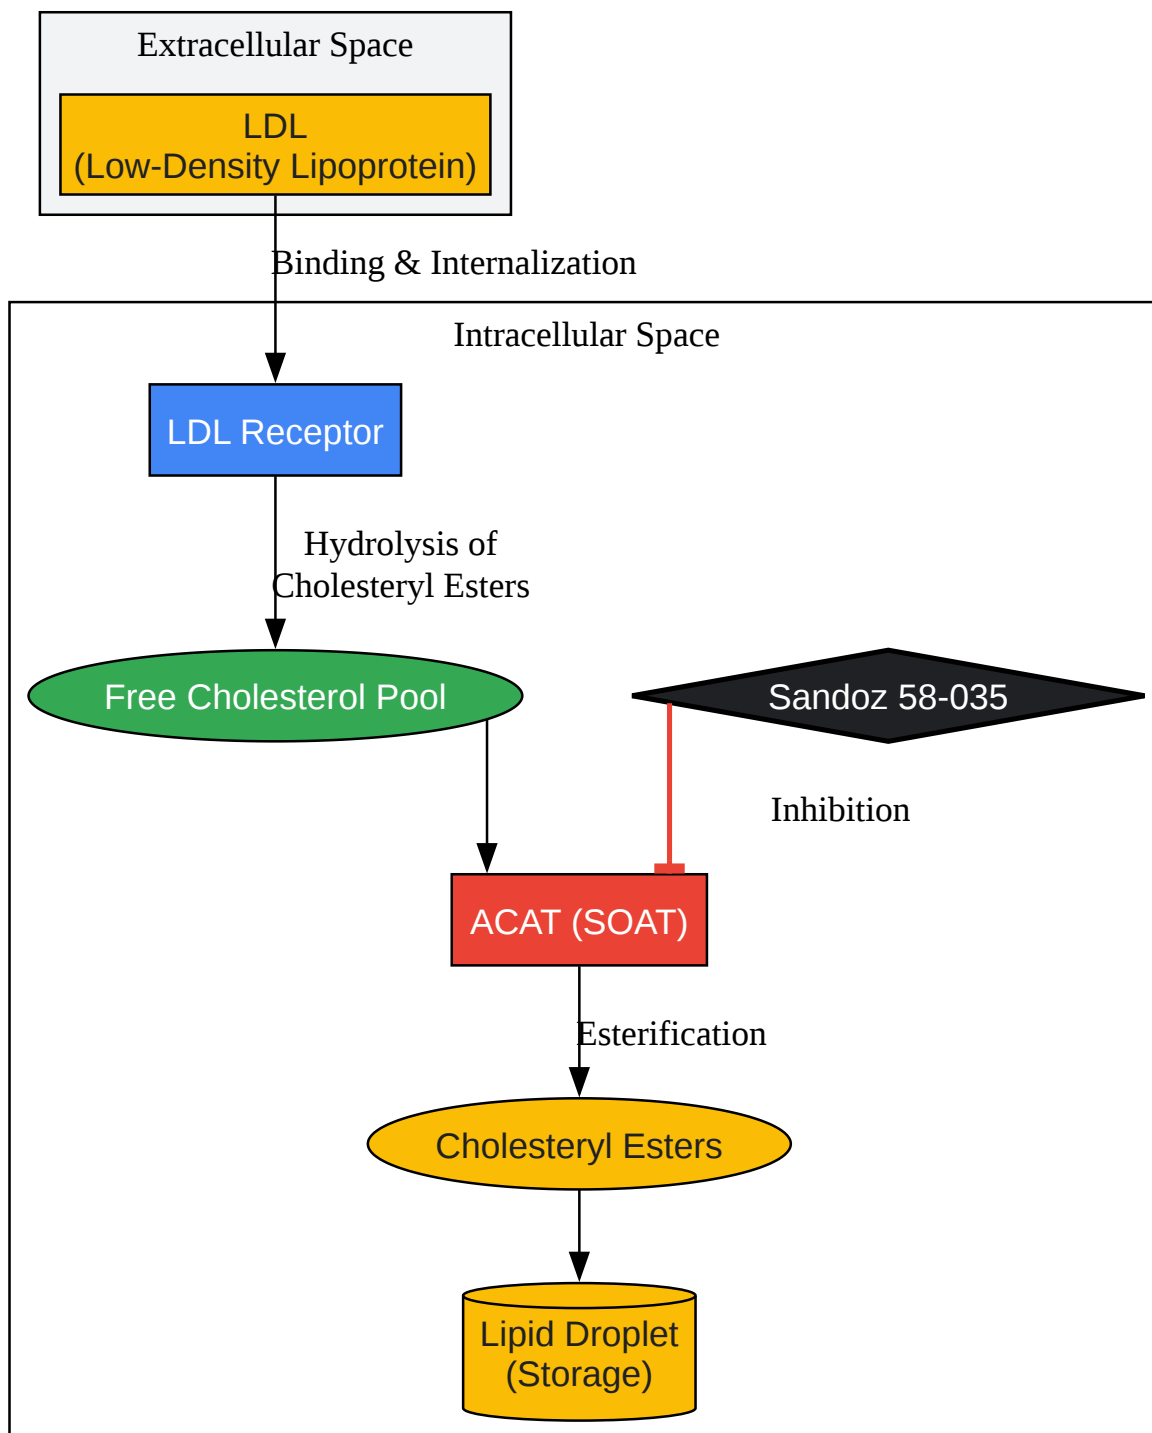 Extracellular Space
LDL
(Low-Density Lipoprotein)
Binding & Internalization
Intracellular Space
LDL Receptor
Hydrolysis of
Cholesteryl Esters
Free Cholesterol Pool
Sandoz 58-035
Inhibition
ACAT (SOAT)
Esterification
Cholesteryl Esters
Lipid Droplet
(Storage)